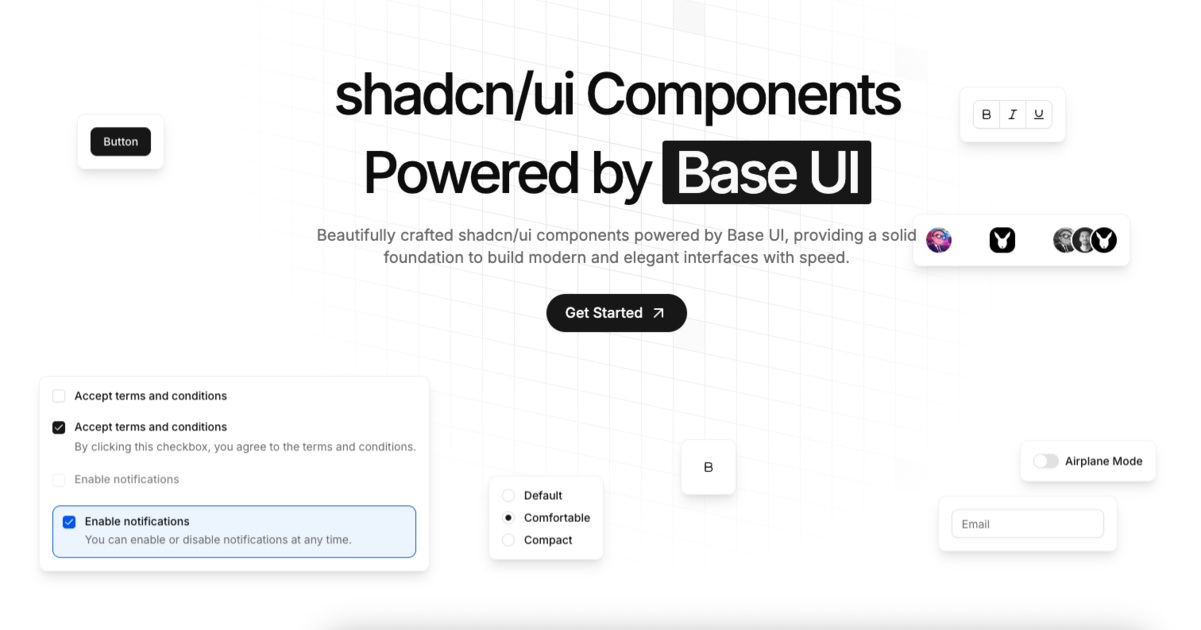 shadcn/ui Components
Powered by Base UI
Beautifully crafted shadcn/ui components powered by Base UI, providing a solid
foundation to build modern and elegant interfaces with speed.
Get Started
Button
B I U
Accept terms and conditions
Accept terms and conditions
By clicking this checkbox, you agree to the terms and conditions.
Enable notifications
Enable notifications
You can enable or disable notifications at any time.
Default
Comfortable
Compact
B
Airplane Mode
Email